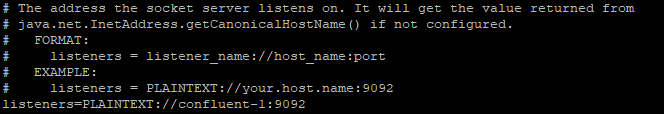 # The address the socket server listens on. It will get the value returned from
# java.net.InetAddress.getCanonicalHostName() if not configured.
#   FORMAT:
#     listeners = listener_name://host_name:port
#   EXAMPLE:
#     listeners = PLAINTEXT://your.host.name:9092
listeners=PLAINTEXT://confluent-1:9092